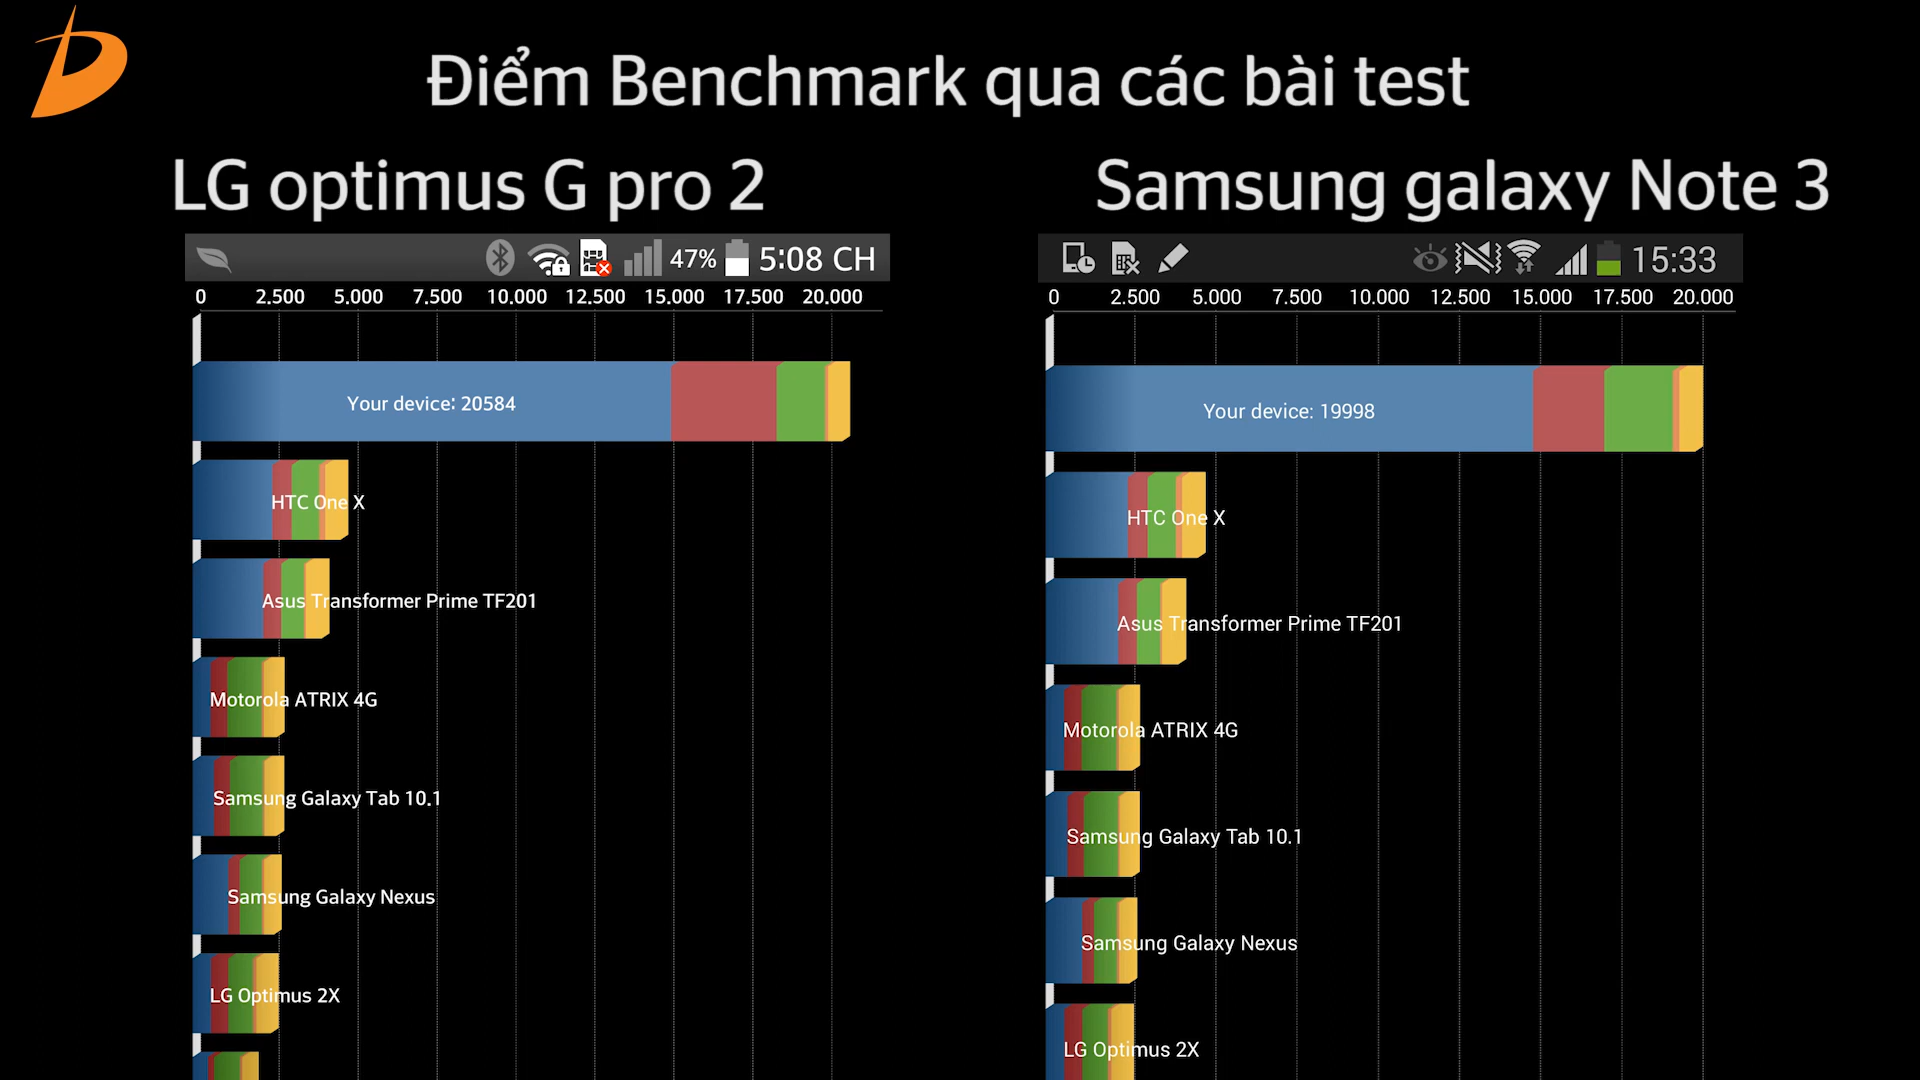 Điểm Benchmark qua các bài test
LG optimus G pro 2
47% 5:08 CH
0 2.500 5.000 7.500 10.000 12.500 15.000 17.500 20.000
Your device: 20584
HTC One X
Asus Transformer Prime TF201
Motorola ATRIX 4G
Samsung Galaxy Tab 10.1
Samsung Galaxy Nexus
LG Optimus 2X
Samsung galaxy Note 3
15:33
0 2.500 5.000 7.500 10.000 12.500 15.000 17.500 20.000
Your device: 19998
HTC One X
Asus Transformer Prime TF201
Motorola ATRIX 4G
Samsung Galaxy Tab 10.1
Samsung Galaxy Nexus
LG Optimus 2X